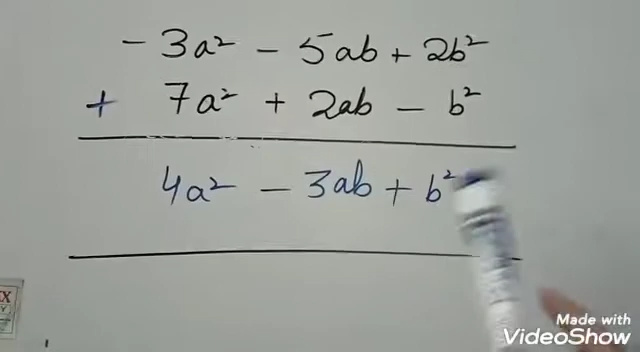 - 3a² - 5ab + 2b²
+ 7a² + 2ab - b²
4a² - 3ab + b²
Made with
VideoShow